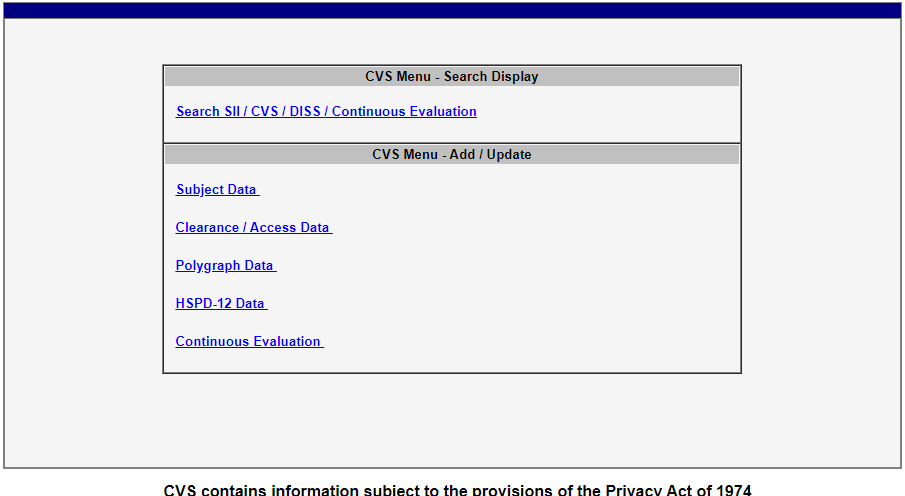 CVS Menu - Search Display
Search SII / CVS / DISS / Continuous Evaluation
CVS Menu - Add / Update
Subject Data
Clearance / Access Data
Polygraph Data
HSPD-12 Data
Continuous Evaluation
CVS contains information subject to the provisions of the Privacy Act of 1974